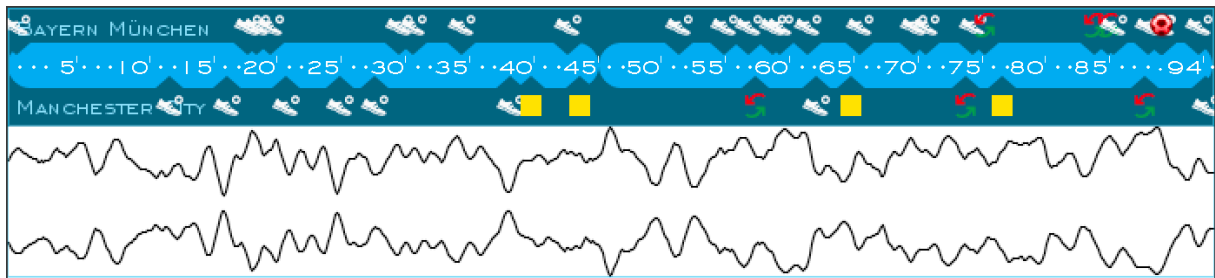 BAYERN MÜNCHEN
5' 10' 15' 20' 25' 30' 35' 40' 45' 50' 55' 60' 65' 70' 75' 80' 85' 94'
MANCHESTER CITY